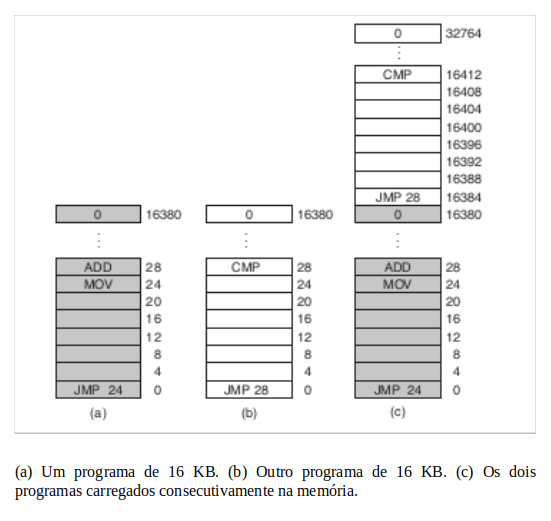 0 32764
⋮
CMP 16412
16408
16404
16400
16396
16392
16388
JMP 28 16384
0 16380 0 16380 0 16380
⋮ ⋮ ⋮
ADD 28 CMP 28 ADD 28
MOV 24 24 MOV 24
20 20 20
16 16 16
12 12 12
8 8 8
4 4 4
JMP 24 0 JMP 28 0 JMP 24 0
(a) (b) (c)
(a) Um programa de 16 KB. (b) Outro programa de 16 KB. (c) Os dois
programas carregados consecutivamente na memória.